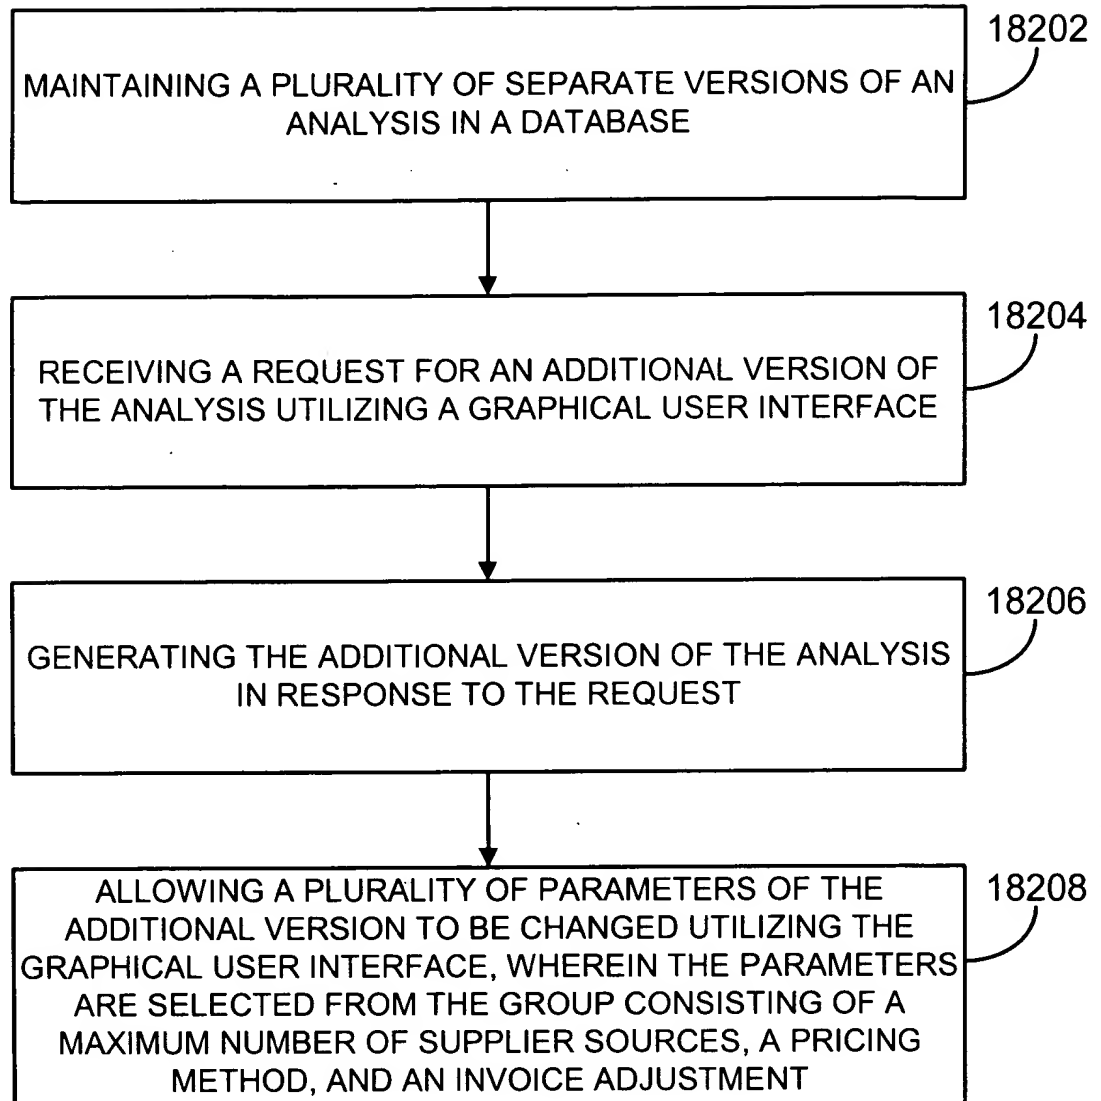 18202
MAINTAINING A PLURALITY OF SEPARATE VERSIONS OF AN
ANALYSIS IN A DATABASE
18204
RECEIVING A REQUEST FOR AN ADDITIONAL VERSION OF
THE ANALYSIS UTILIZING A GRAPHICAL USER INTERFACE
18206
GENERATING THE ADDITIONAL VERSION OF THE ANALYSIS
IN RESPONSE TO THE REQUEST
18208
ALLOWING A PLURALITY OF PARAMETERS OF THE
ADDITIONAL VERSION TO BE CHANGED UTILIZING THE
GRAPHICAL USER INTERFACE, WHEREIN THE PARAMETERS
ARE SELECTED FROM THE GROUP CONSISTING OF A
MAXIMUM NUMBER OF SUPPLIER SOURCES, A PRICING
METHOD, AND AN INVOICE ADJUSTMENT